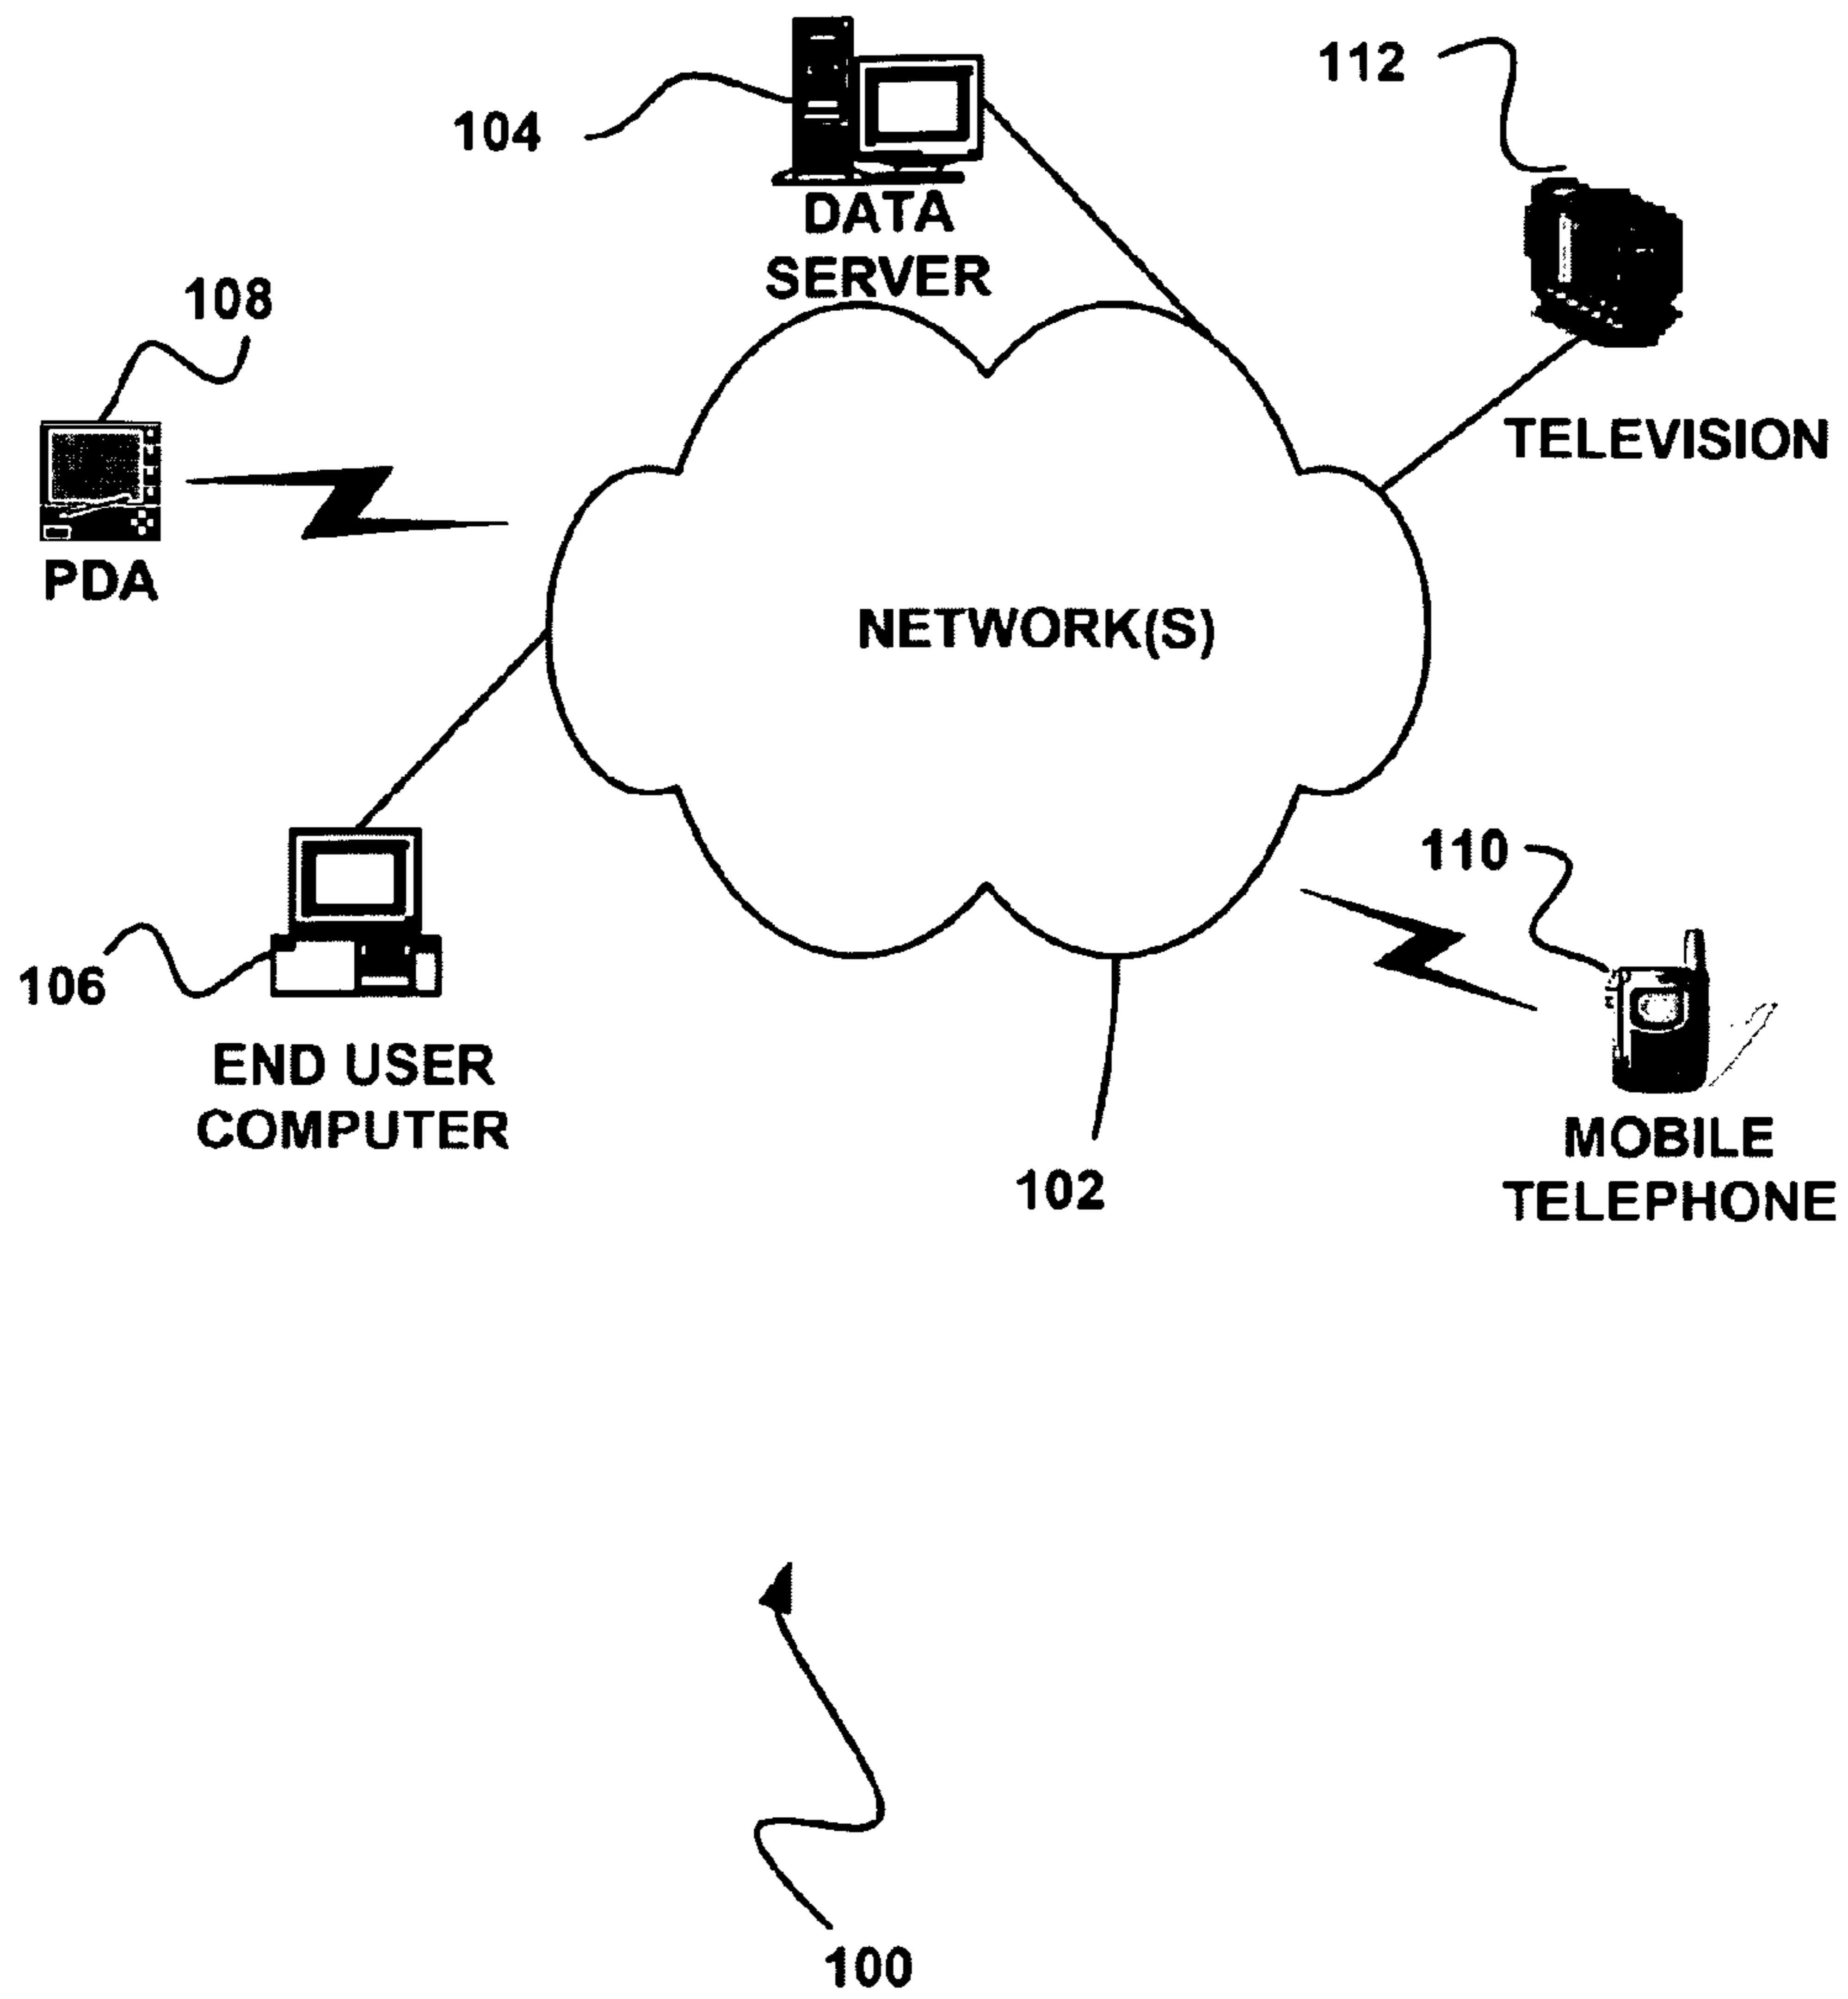 112
104
DATA
SERVER
108
TELEVISION
PDA
NETWORK(S)
110
106
END USER
COMPUTER
MOBILE
TELEPHONE
102
100